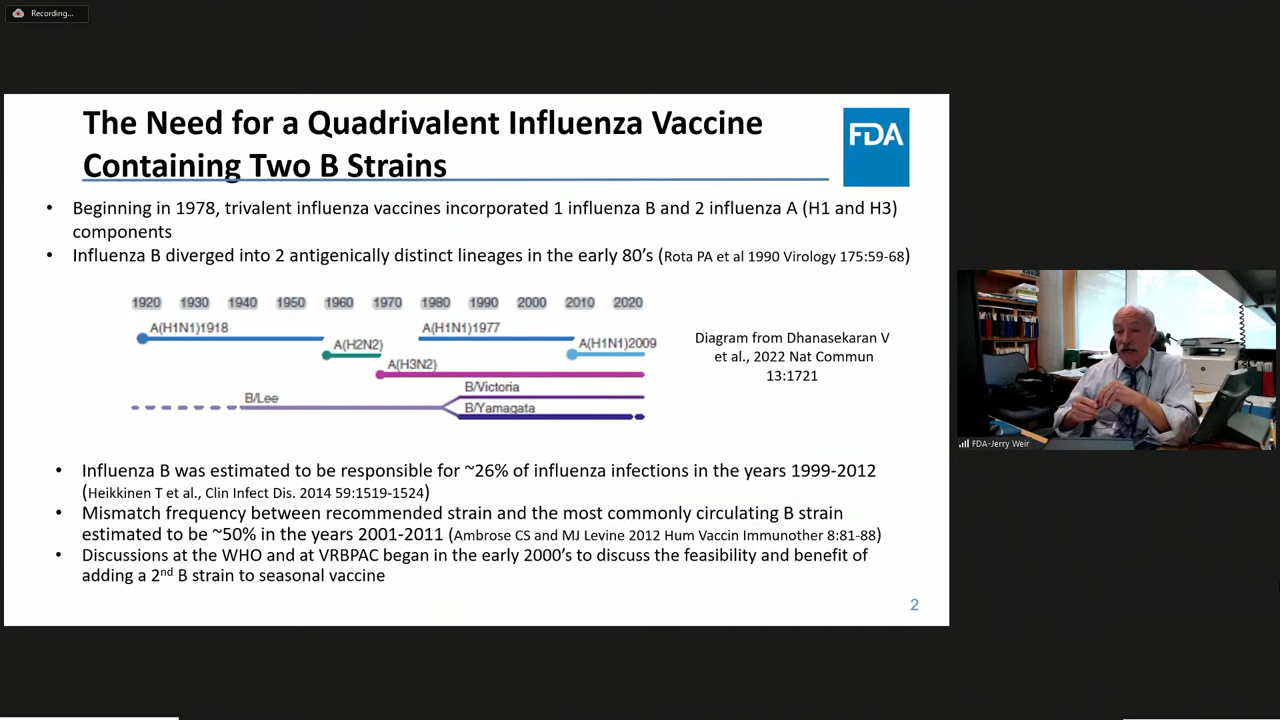 Recording...
The Need for a Quadrivalent Influenza Vaccine
Containing Two B Strains
FDA
• Beginning in 1978, trivalent influenza vaccines incorporated 1 influenza B and 2 influenza A (H1 and H3)
components
• Influenza B diverged into 2 antigenically distinct lineages in the early 80's (Rota PA et al 1990 Virology 175:59-68)
1920 1930 1940 1950 1960 1970 1980 1990 2000 2010 2020
A(H1N1)1918
A(H1N1)1977
A(H2N2)
A(H1N1)2009
A(H3N2)
B/Victoria
B/Lee
B/Yamagata
Diagram from Dhanasekaran V
et al., 2022 Nat Commun
13:1721
FDA-Jerry Weir
• Influenza B was estimated to be responsible for ~26% of influenza infections in the years 1999-2012
(Heikkinen T et al., Clin Infect Dis. 2014 59:1519-1524)
• Mismatch frequency between recommended strain and the most commonly circulating B strain
estimated to be ~50% in the years 2001-2011 (Ambrose CS and MJ Levine 2012 Hum Vaccin Immunother 8:81-88)
• Discussions at the WHO and at VRBPAC began in the early 2000's to discuss the feasibility and benefit of
adding a 2nd B strain to seasonal vaccine
2